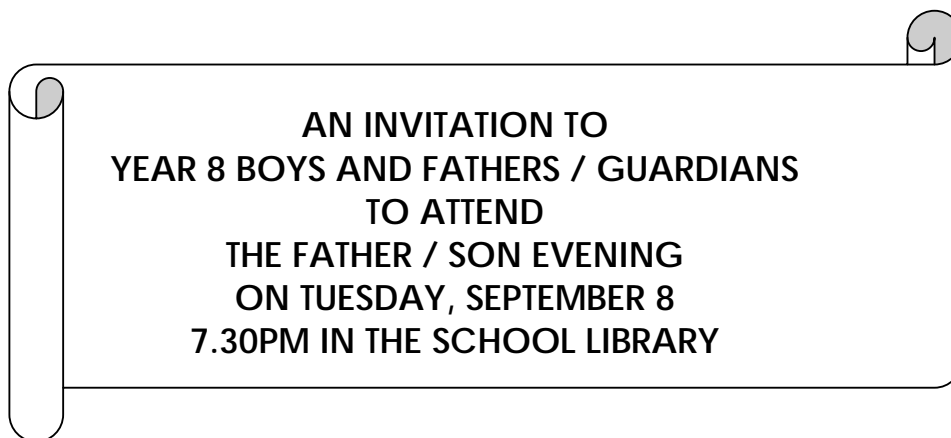 AN INVITATION TO
YEAR 8 BOYS AND FATHERS / GUARDIANS
TO ATTEND
THE FATHER / SON EVENING
ON TUESDAY, SEPTEMBER 8
7.30PM IN THE SCHOOL LIBRARY